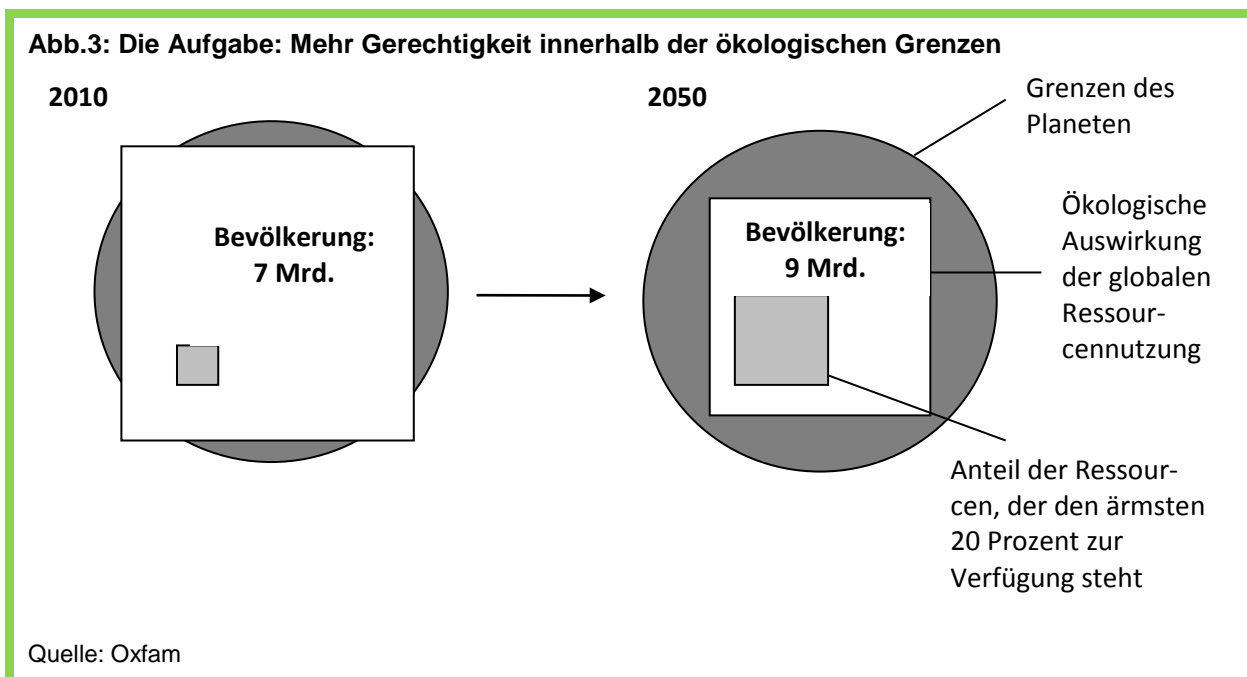 Abb.3: Die Aufgabe: Mehr Gerechtigkeit innerhalb der ökologischen Grenzen
2010
Bevölkerung:
7 Mrd.
2050
Bevölkerung:
9 Mrd.
Grenzen des
Planeten
Ökologische
Auswirkung
der globalen
Ressour-
cennutzung
Anteil der Ressour-
cen, der den ärmsten
20 Prozent zur
Verfügung steht
Quelle: Oxfam